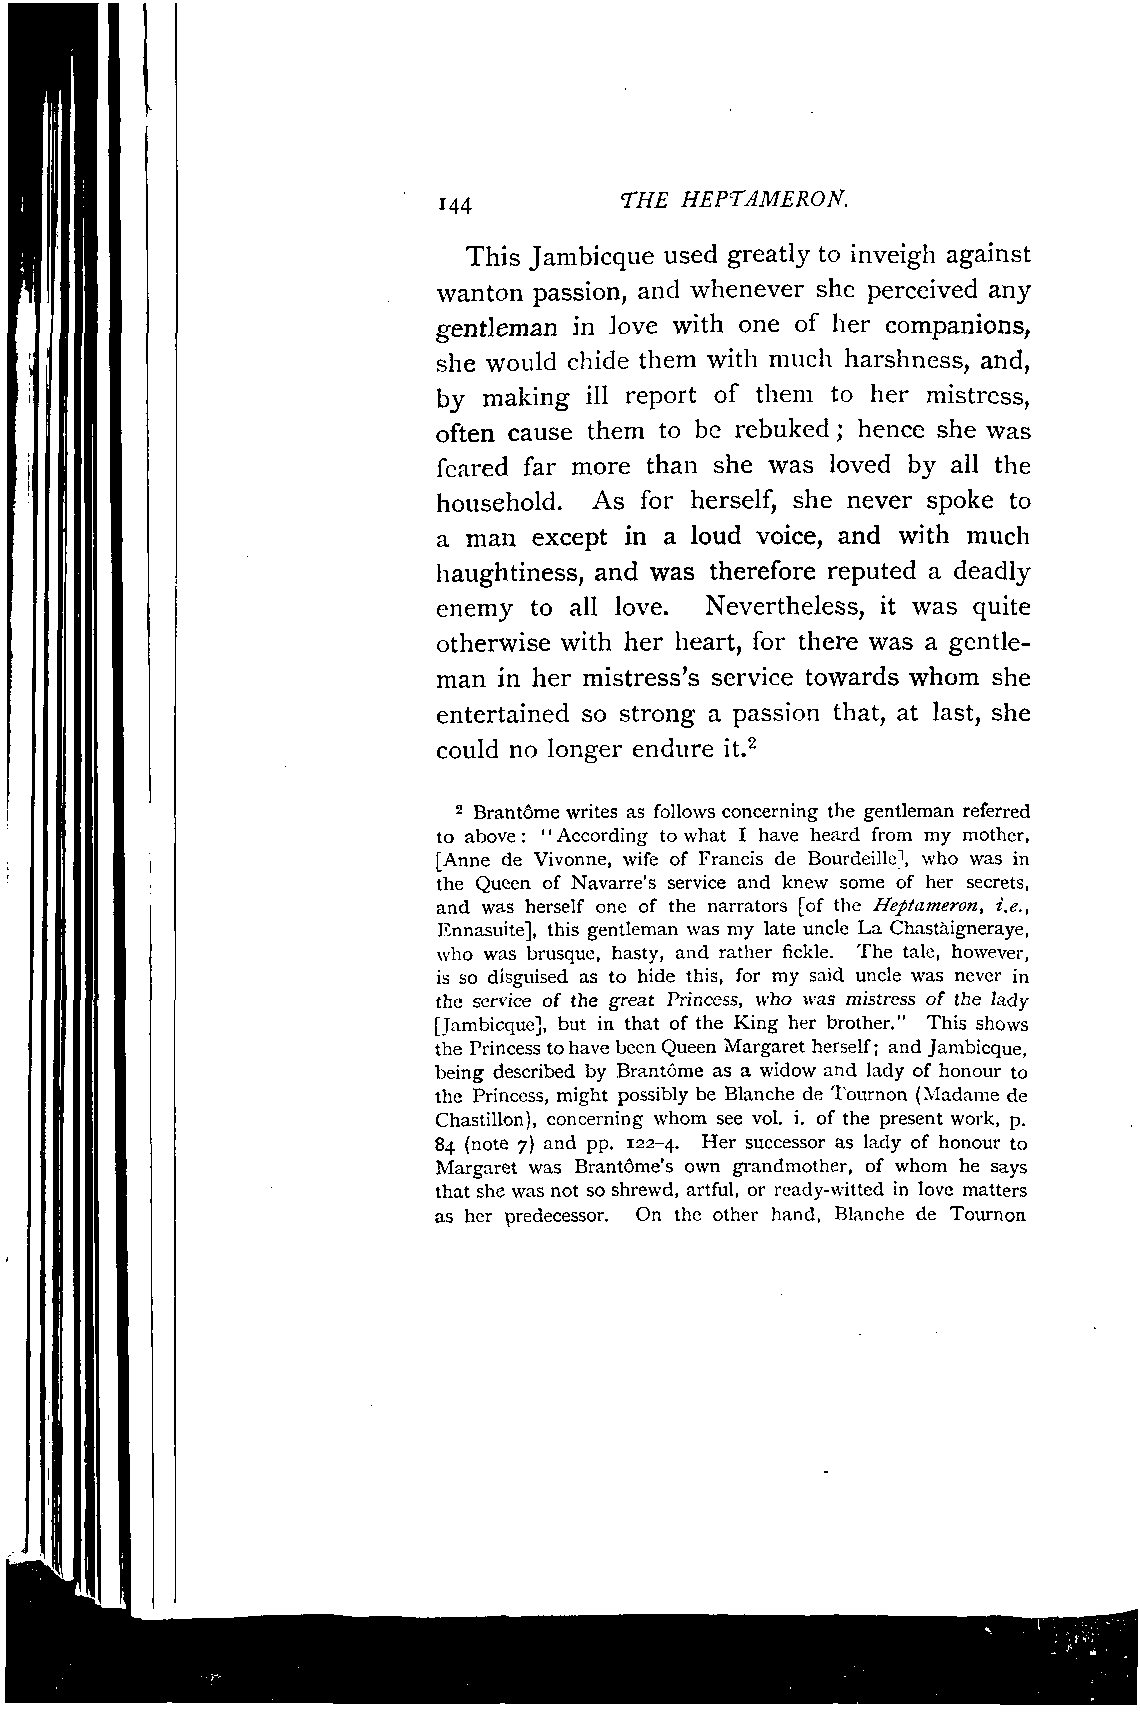 144 THE HEPTAMERON.
This Jambicque used greatly to inveigh against
wanton passion, and whenever she perceived any
gentleman in love with one of her companions,
she would chide them with much harshness, and,
by making ill report of them to her mistress,
often cause them to be rebuked; hence she was
feared far more than she was loved by all the
household. As for herself, she never spoke to
a man except in a loud voice, and with much
haughtiness, and was therefore reputed a deadly
enemy to all love. Nevertheless, it was quite
otherwise with her heart, for there was a gentle-
man in her mistress's service towards whom she
entertained so strong a passion that, at last, she
could no longer endure it.²
² Brantôme writes as follows concerning the gentleman referred
to above: "According to what I have heard from my mother,
[Anne de Vivonne, wife of Francis de Bourdeille], who was in
the Queen of Navarre's service and knew some of her secrets,
and was herself one of the narrators [of the Heptameron, i.e.,
Ennasuite], this gentleman was my late uncle La Chastàigneraye,
who was brusque, hasty, and rather fickle. The tale, however,
is so disguised as to hide this, for my said uncle was never in
the service of the great Princess, who was mistress of the lady
[Jambicque], but in that of the King her brother." This shows
the Princess to have been Queen Margaret herself; and Jambicque,
being described by Brantôme as a widow and lady of honour to
the Princess, might possibly be Blanche de Tournon (Madame de
Chastillon), concerning whom see vol. i. of the present work, p.
84 (note 7) and pp. 122-4. Her successor as lady of honour to
Margaret was Brantôme's own grandmother, of whom he says
that she was not so shrewd, artful, or ready-witted in love matters
as her predecessor. On the other hand, Blanche de Tournon